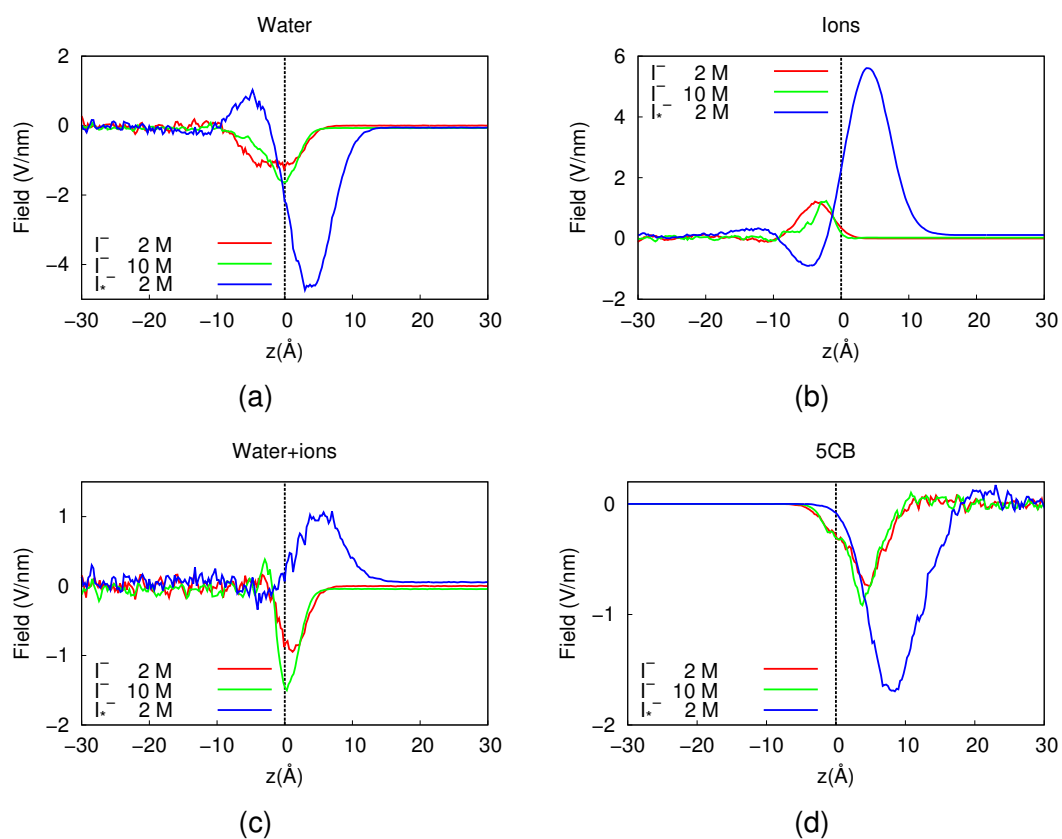 Water
Field (V/nm)
2
0
−2
−4
I⁻ 2 M
I⁻ 10 M
I*⁻ 2 M
−30 −20 −10 0 10 20 30
z(Å)
(a)
Ions
Field (V/nm)
6
4
2
0
−2
I⁻ 2 M
I⁻ 10 M
I*⁻ 2 M
−30 −20 −10 0 10 20 30
z(Å)
(b)
Water+ions
Field (V/nm)
1
0
−1
−2
I⁻ 2 M
I⁻ 10 M
I*⁻ 2 M
−30 −20 −10 0 10 20 30
z(Å)
(c)
5CB
Field (V/nm)
0
−1
−2
I⁻ 2 M
I⁻ 10 M
I*⁻ 2 M
−30 −20 −10 0 10 20 30
z(Å)
(d)